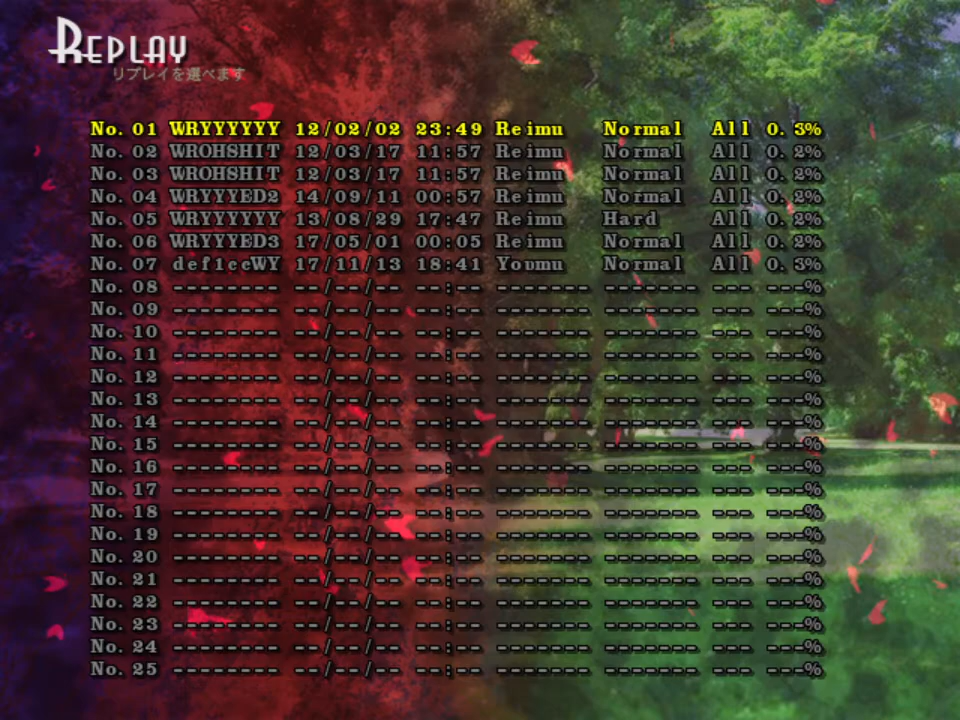 REPLAY
リプレイを選べます
No. 01 WRYYYYYY 12/02/02 23:49 Reimu Normal All 0.3%
No. 02 WROHSHIT 12/03/17 11:57 Reimu Normal All 0.2%
No. 03 WROHSHIT 12/03/17 11:57 Reimu Normal All 0.2%
No. 04 WRYYYED2 14/09/11 00:57 Reimu Normal All 0.2%
No. 05 WRYYYYYY 13/08/29 17:47 Reimu Hard All 0.2%
No. 06 WRYYYED3 17/05/01 00:05 Reimu Normal All 0.2%
No. 07 def1ccWY 17/11/13 18:41 Youmu Normal All 0.3%
No. 08 -------- --/--/-- --:-- ------- ------- --- ---%
No. 09 -------- --/--/-- --:-- ------- ------- --- ---%
No. 10 -------- --/--/-- --:-- ------- ------- --- ---%
No. 11 -------- --/--/-- --:-- ------- ------- --- ---%
No. 12 -------- --/--/-- --:-- ------- ------- --- ---%
No. 13 -------- --/--/-- --:-- ------- ------- --- ---%
No. 14 -------- --/--/-- --:-- ------- ------- --- ---%
No. 15 -------- --/--/-- --:-- ------- ------- --- ---%
No. 16 -------- --/--/-- --:-- ------- ------- --- ---%
No. 17 -------- --/--/-- --:-- ------- ------- --- ---%
No. 18 -------- --/--/-- --:-- ------- ------- --- ---%
No. 19 -------- --/--/-- --:-- ------- ------- --- ---%
No. 20 -------- --/--/-- --:-- ------- ------- --- ---%
No. 21 -------- --/--/-- --:-- ------- ------- --- ---%
No. 22 -------- --/--/-- --:-- ------- ------- --- ---%
No. 23 -------- --/--/-- --:-- ------- ------- --- ---%
No. 24 -------- --/--/-- --:-- ------- ------- --- ---%
No. 25 -------- --/--/-- --:-- ------- ------- --- ---%